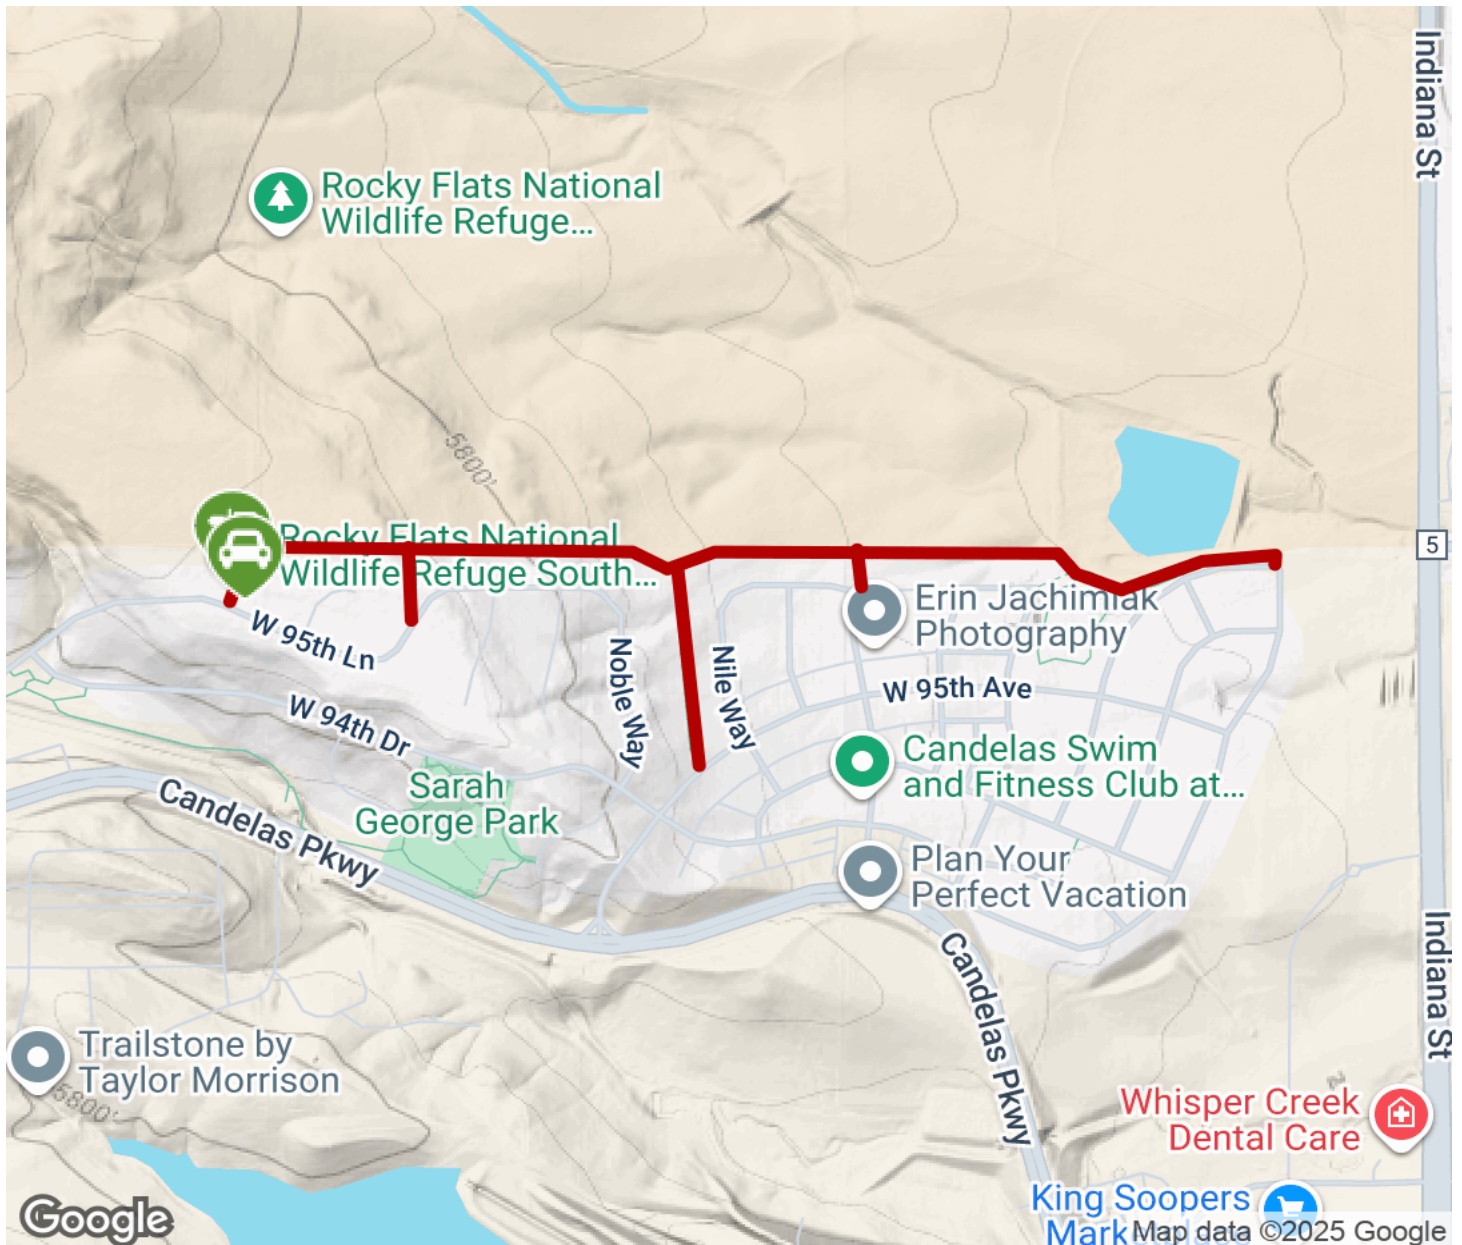 Indiana St
Rocky Flats National
Wildlife Refuge...
5800'
5
Rocky Flats National
Wildlife Refuge South...
Erin Jachimiak
Photography
W 95th Ln
Noble Way
Nile Way
W 95th Ave
W 94th Dr
Candelas Swim
and Fitness Club at...
Sarah
George Park
Candelas Pkwy
Plan Your
Perfect Vacation
Candelas Pkwy
Indiana St
Trailstone by
Taylor Morrison
5800'
Whisper Creek
Dental Care
King Soopers
Google
Map data ©2025 Google